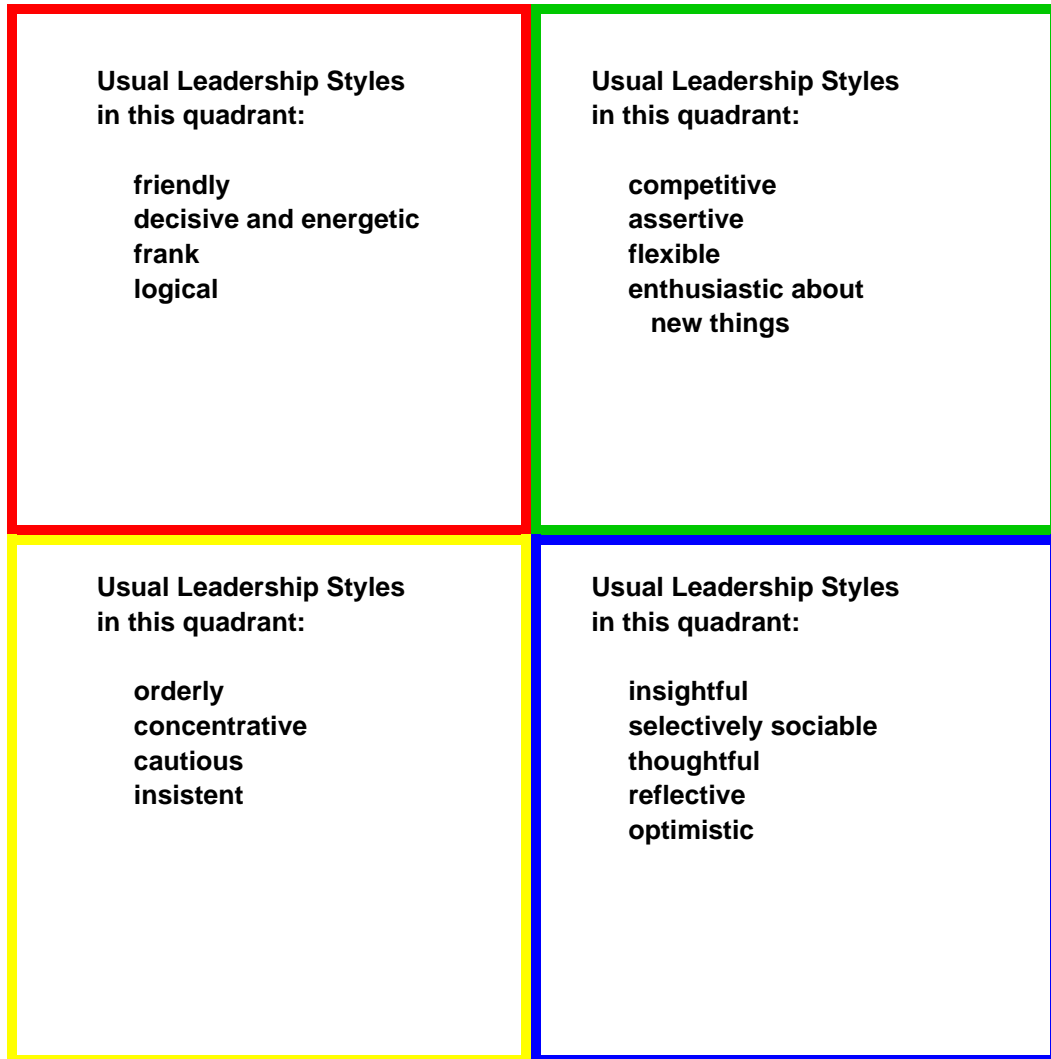 Usual Leadership Styles
in this quadrant:
friendly
decisive and energetic
frank
logical
Usual Leadership Styles
in this quadrant:
competitive
assertive
flexible
enthusiastic about
new things
Usual Leadership Styles
in this quadrant:
orderly
concentrative
cautious
insistent
Usual Leadership Styles
in this quadrant:
insightful
selectively sociable
thoughtful
reflective
optimistic